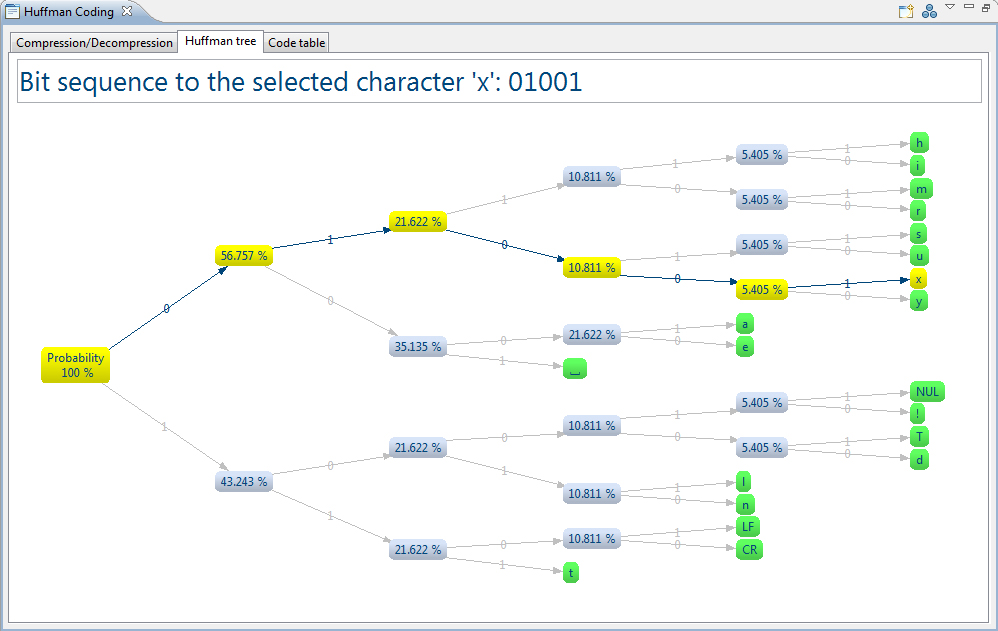 Huffman Coding
Compression/Decompression Huffman tree Code table
Bit sequence to the selected character 'x': 01001
1 h
5.405 %
0 i
1
10.811 %
1 m
0
5.405 %
1
0 r
21.622 %
1 s
1
5.405 %
0
0 u
56.757 %
1
10.811 %
1 x
0
5.405 %
0 y
0
0
1 a
21.622 %
0
35.135 %
0 e
1
␣
Probability
100 %
1 NUL
5.405 %
0 !
1
10.811 %
1
1 T
0
0
21.622 %
5.405 %
0 d
0
1
43.243 %
1 l
10.811 %
0 n
1
1 LF
10.811 %
0
21.622 %
0 CR
1
t